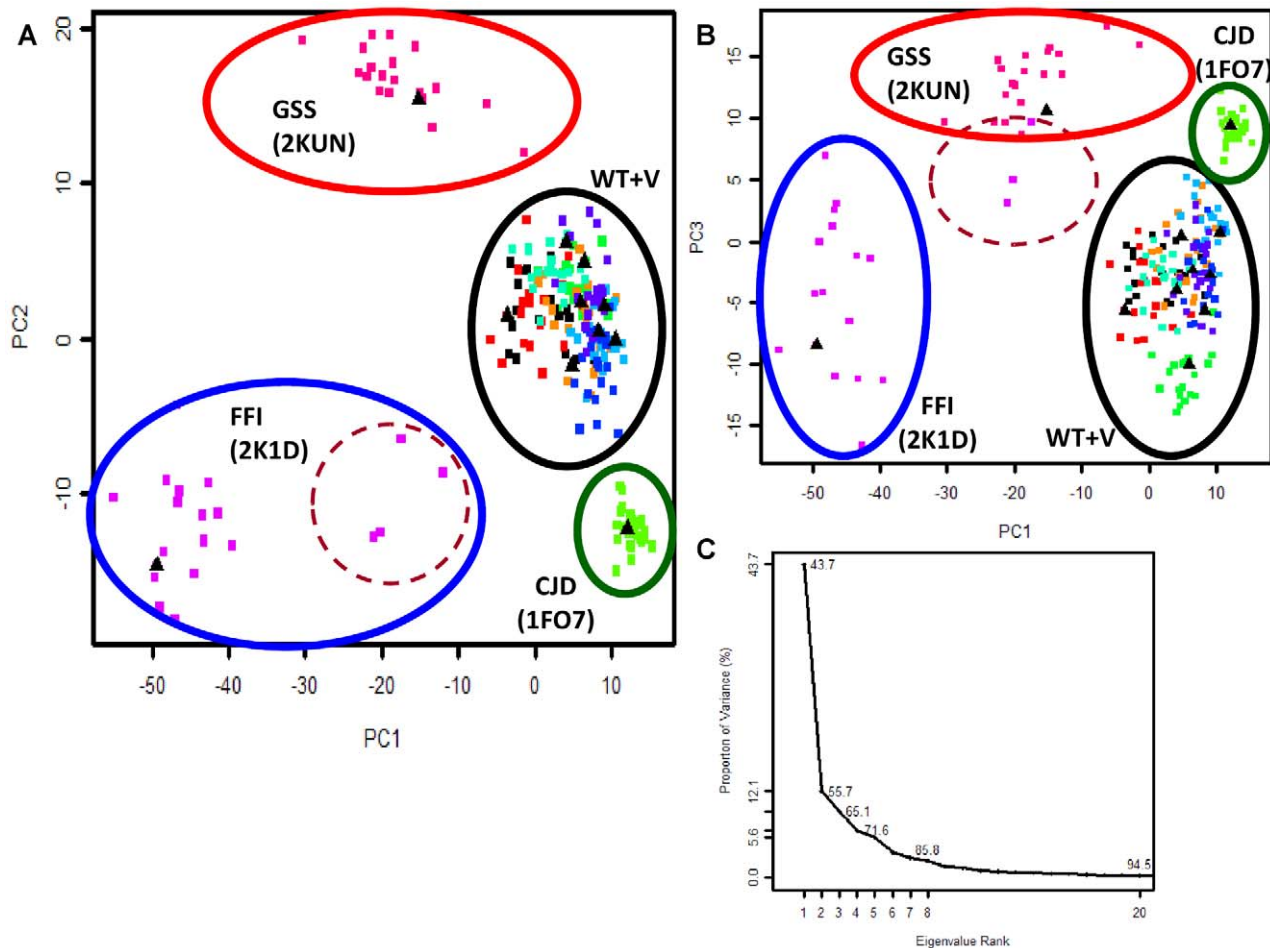 A
20
10
0
-10
PC2
GSS
(2KUN)
WT+V
FFI
(2K1D)
CJD
(1FO7)
-50 -40 -30 -20 -10 0 10
PC1
B
15
10
5
0
-5
-10
-15
PC3
GSS
(2KUN)
CJD
(1FO7)
FFI
(2K1D)
WT+V
-50 -40 -30 -20 -10 0 10
PC1
C
43.7
12.1
5.6
0.0
Proporton of Variance (%)
43.7
55.7
65.1
71.6
85.8
94.5
1 2 3 4 5 6 7 8 20
Eigenvalue Rank